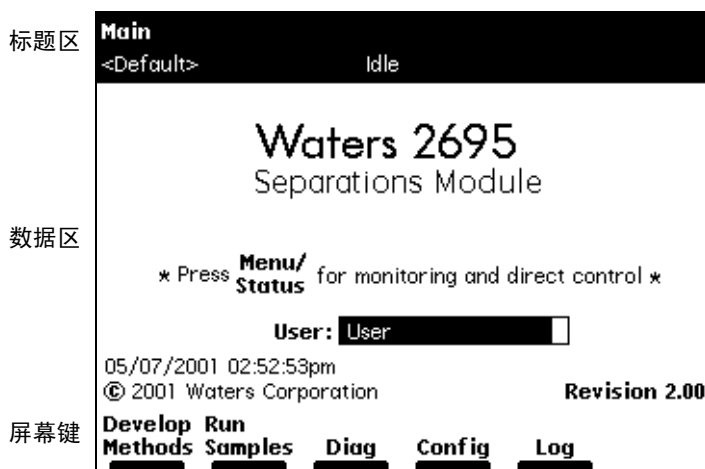 标题区
Main
<Default> Idle
Waters 2695
Separations Module
数据区
* Press Menu/Status for monitoring and direct control *
User: User
05/07/2001 02:52:53pm
© 2001 Waters Corporation Revision 2.00
屏幕键
Develop Methods Run Samples Diag Config Log